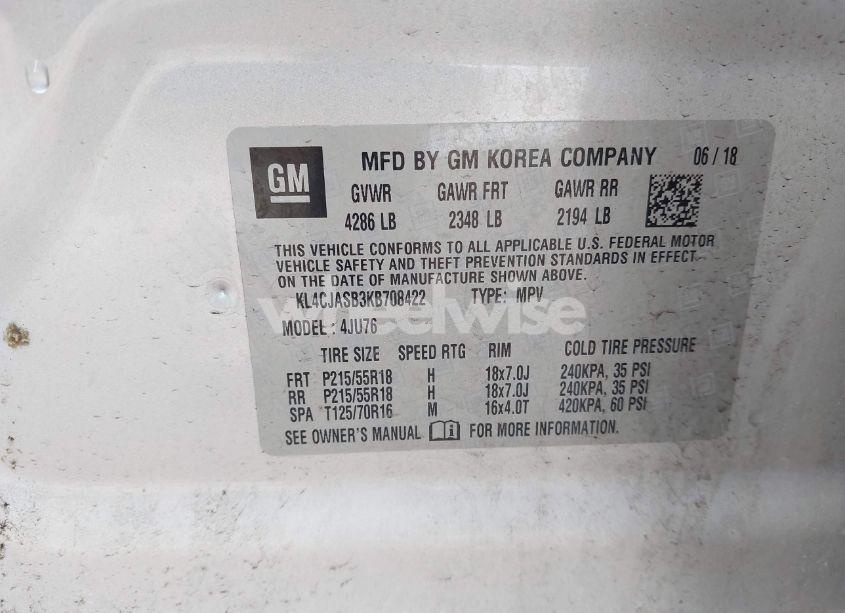 GM
MFD BY GM KOREA COMPANY 06 / 18
GVWR GAWR FRT GAWR RR
4286 LB 2348 LB 2194 LB
THIS VEHICLE CONFORMS TO ALL APPLICABLE U.S. FEDERAL MOTOR
VEHICLE SAFETY AND THEFT PREVENTION STANDARDS IN EFFECT
ON THE DATE OF MANUFACTURE SHOWN ABOVE.
KL4CJASB3KB708422 TYPE: MPV
wheelwise
MODEL : 4JU76
TIRE SIZE SPEED RTG RIM COLD TIRE PRESSURE
FRT P215/55R18 H 18x7.0J 240KPA, 35 PSI
RR P215/55R18 H 18x7.0J 240KPA, 35 PSI
SPA T125/70R16 M 16x4.0T 420KPA, 60 PSI
SEE OWNER'S MANUAL FOR MORE INFORMATION.